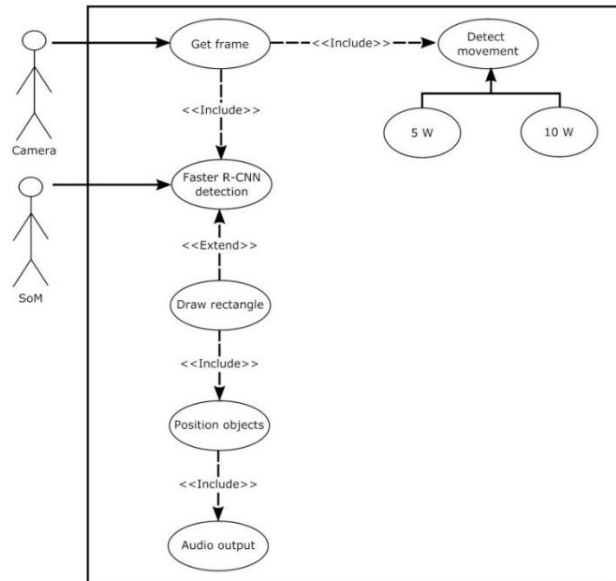 Get frame
<<Include>>
Detect
movement
<<Include>>
5 W
10 W
Camera
Faster R-CNN
detection
<<Extend>>
SoM
Draw rectangle
<<Include>>
Position objects
<<Include>>
Audio output